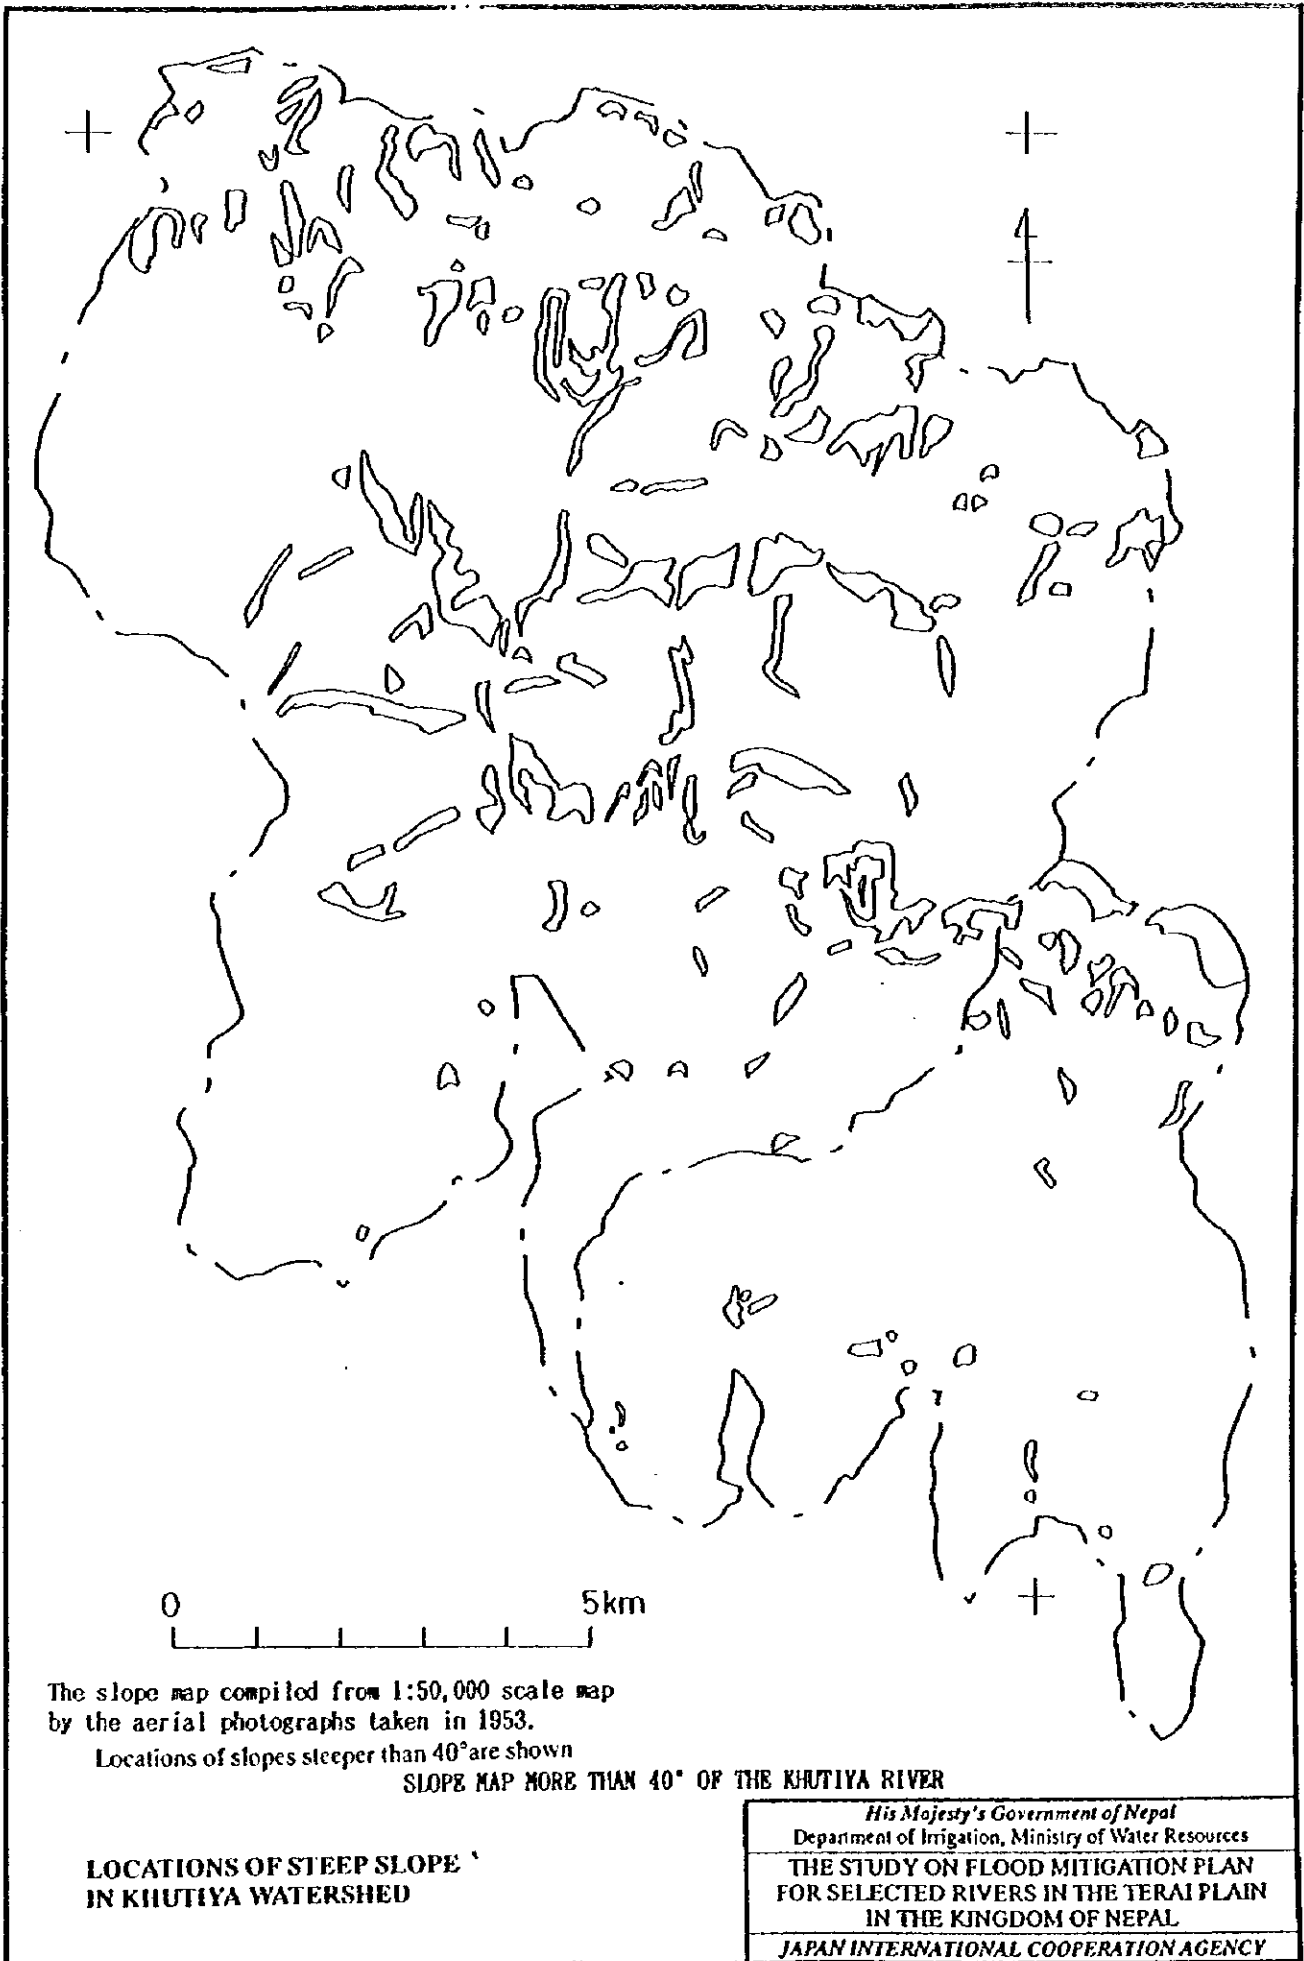 4
0 5km
The slope map compiled from 1:50,000 scale map
by the aerial photographs taken in 1953.
Locations of slopes steeper than 40° are shown
SLOPE MAP MORE THAN 40° OF THE KHUTIYA RIVER
LOCATIONS OF STEEP SLOPE
IN KHUTIYA WATERSHED
His Majesty's Government of Nepal
Department of Irrigation, Ministry of Water Resources
THE STUDY ON FLOOD MITIGATION PLAN
FOR SELECTED RIVERS IN THE TERAI PLAIN
IN THE KINGDOM OF NEPAL
JAPAN INTERNATIONAL COOPERATION AGENCY